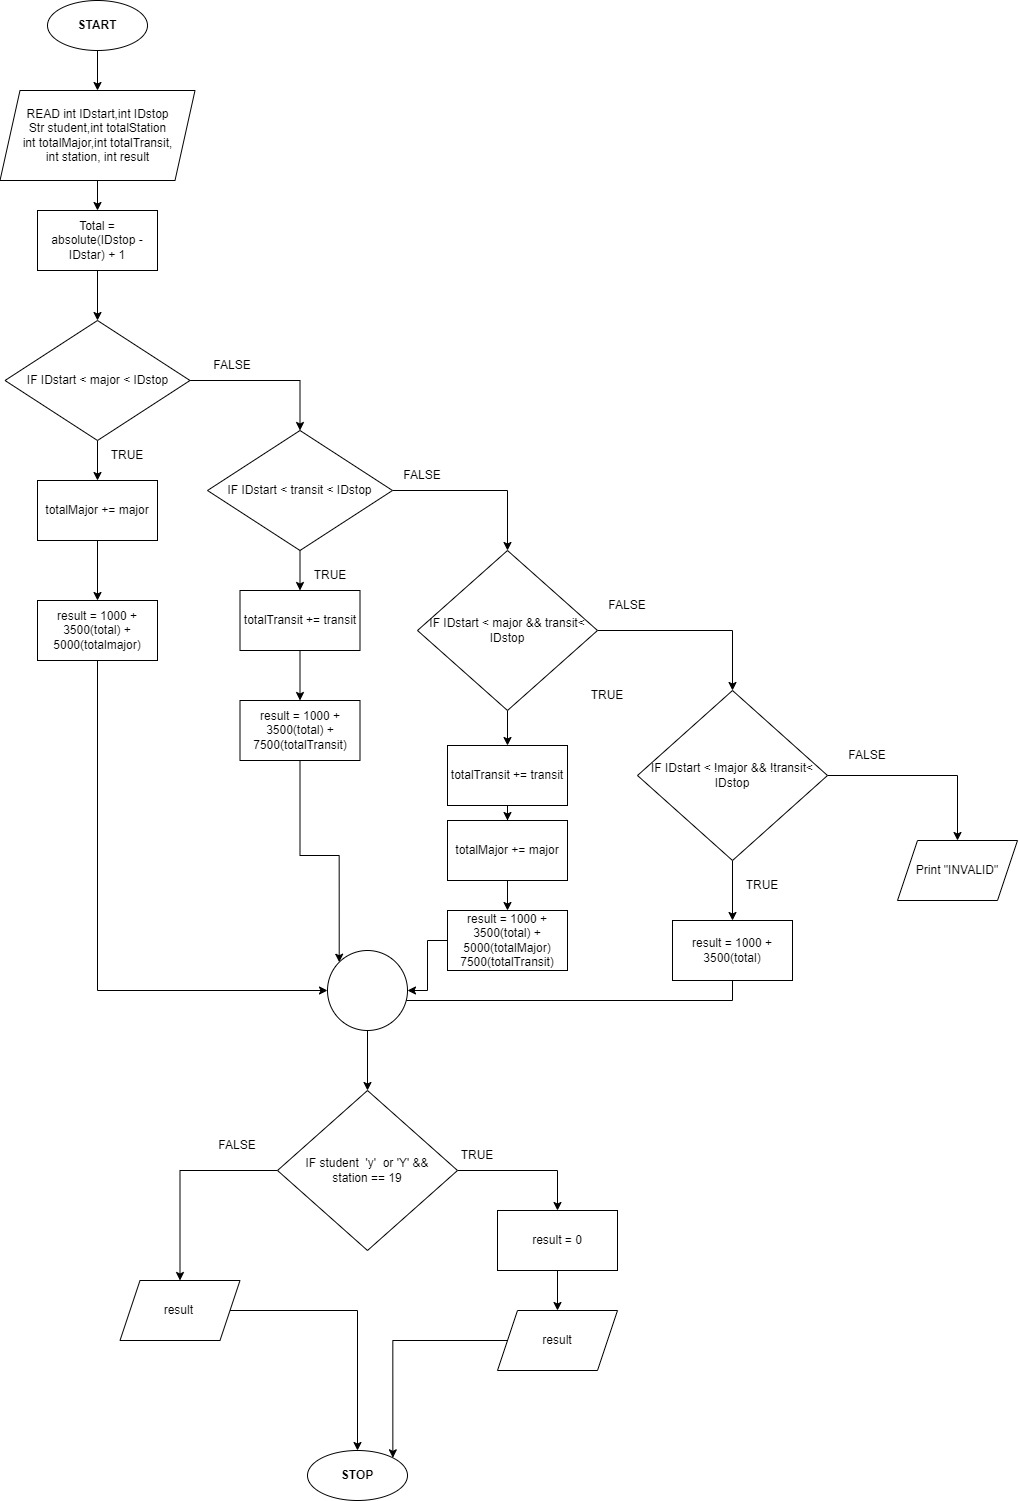 START
READ int IDstart,int IDstop
Str student,int totalStation
int totalMajor,int totalTransit,
int station, int result
Total =
absolute(IDstop -
IDstar) + 1
IF IDstart < major < IDstop
FALSE
TRUE
totalMajor += major
result = 1000 +
3500(total) +
5000(totalmajor)
IF IDstart < transit < IDstop
FALSE
TRUE
totalTransit += transit
result = 1000 +
3500(total) +
7500(totalTransit)
IF IDstart < major && transit<
IDstop
FALSE
TRUE
totalTransit += transit
totalMajor += major
result = 1000 +
3500(total) +
5000(totalMajor)
7500(totalTransit)
IF IDstart < !major && !transit<
IDstop
FALSE
TRUE
Print "INVALID"
result = 1000 +
3500(total)
IF student  'y'  or 'Y' &&
station == 19
FALSE
TRUE
result = 0
result
result
STOP